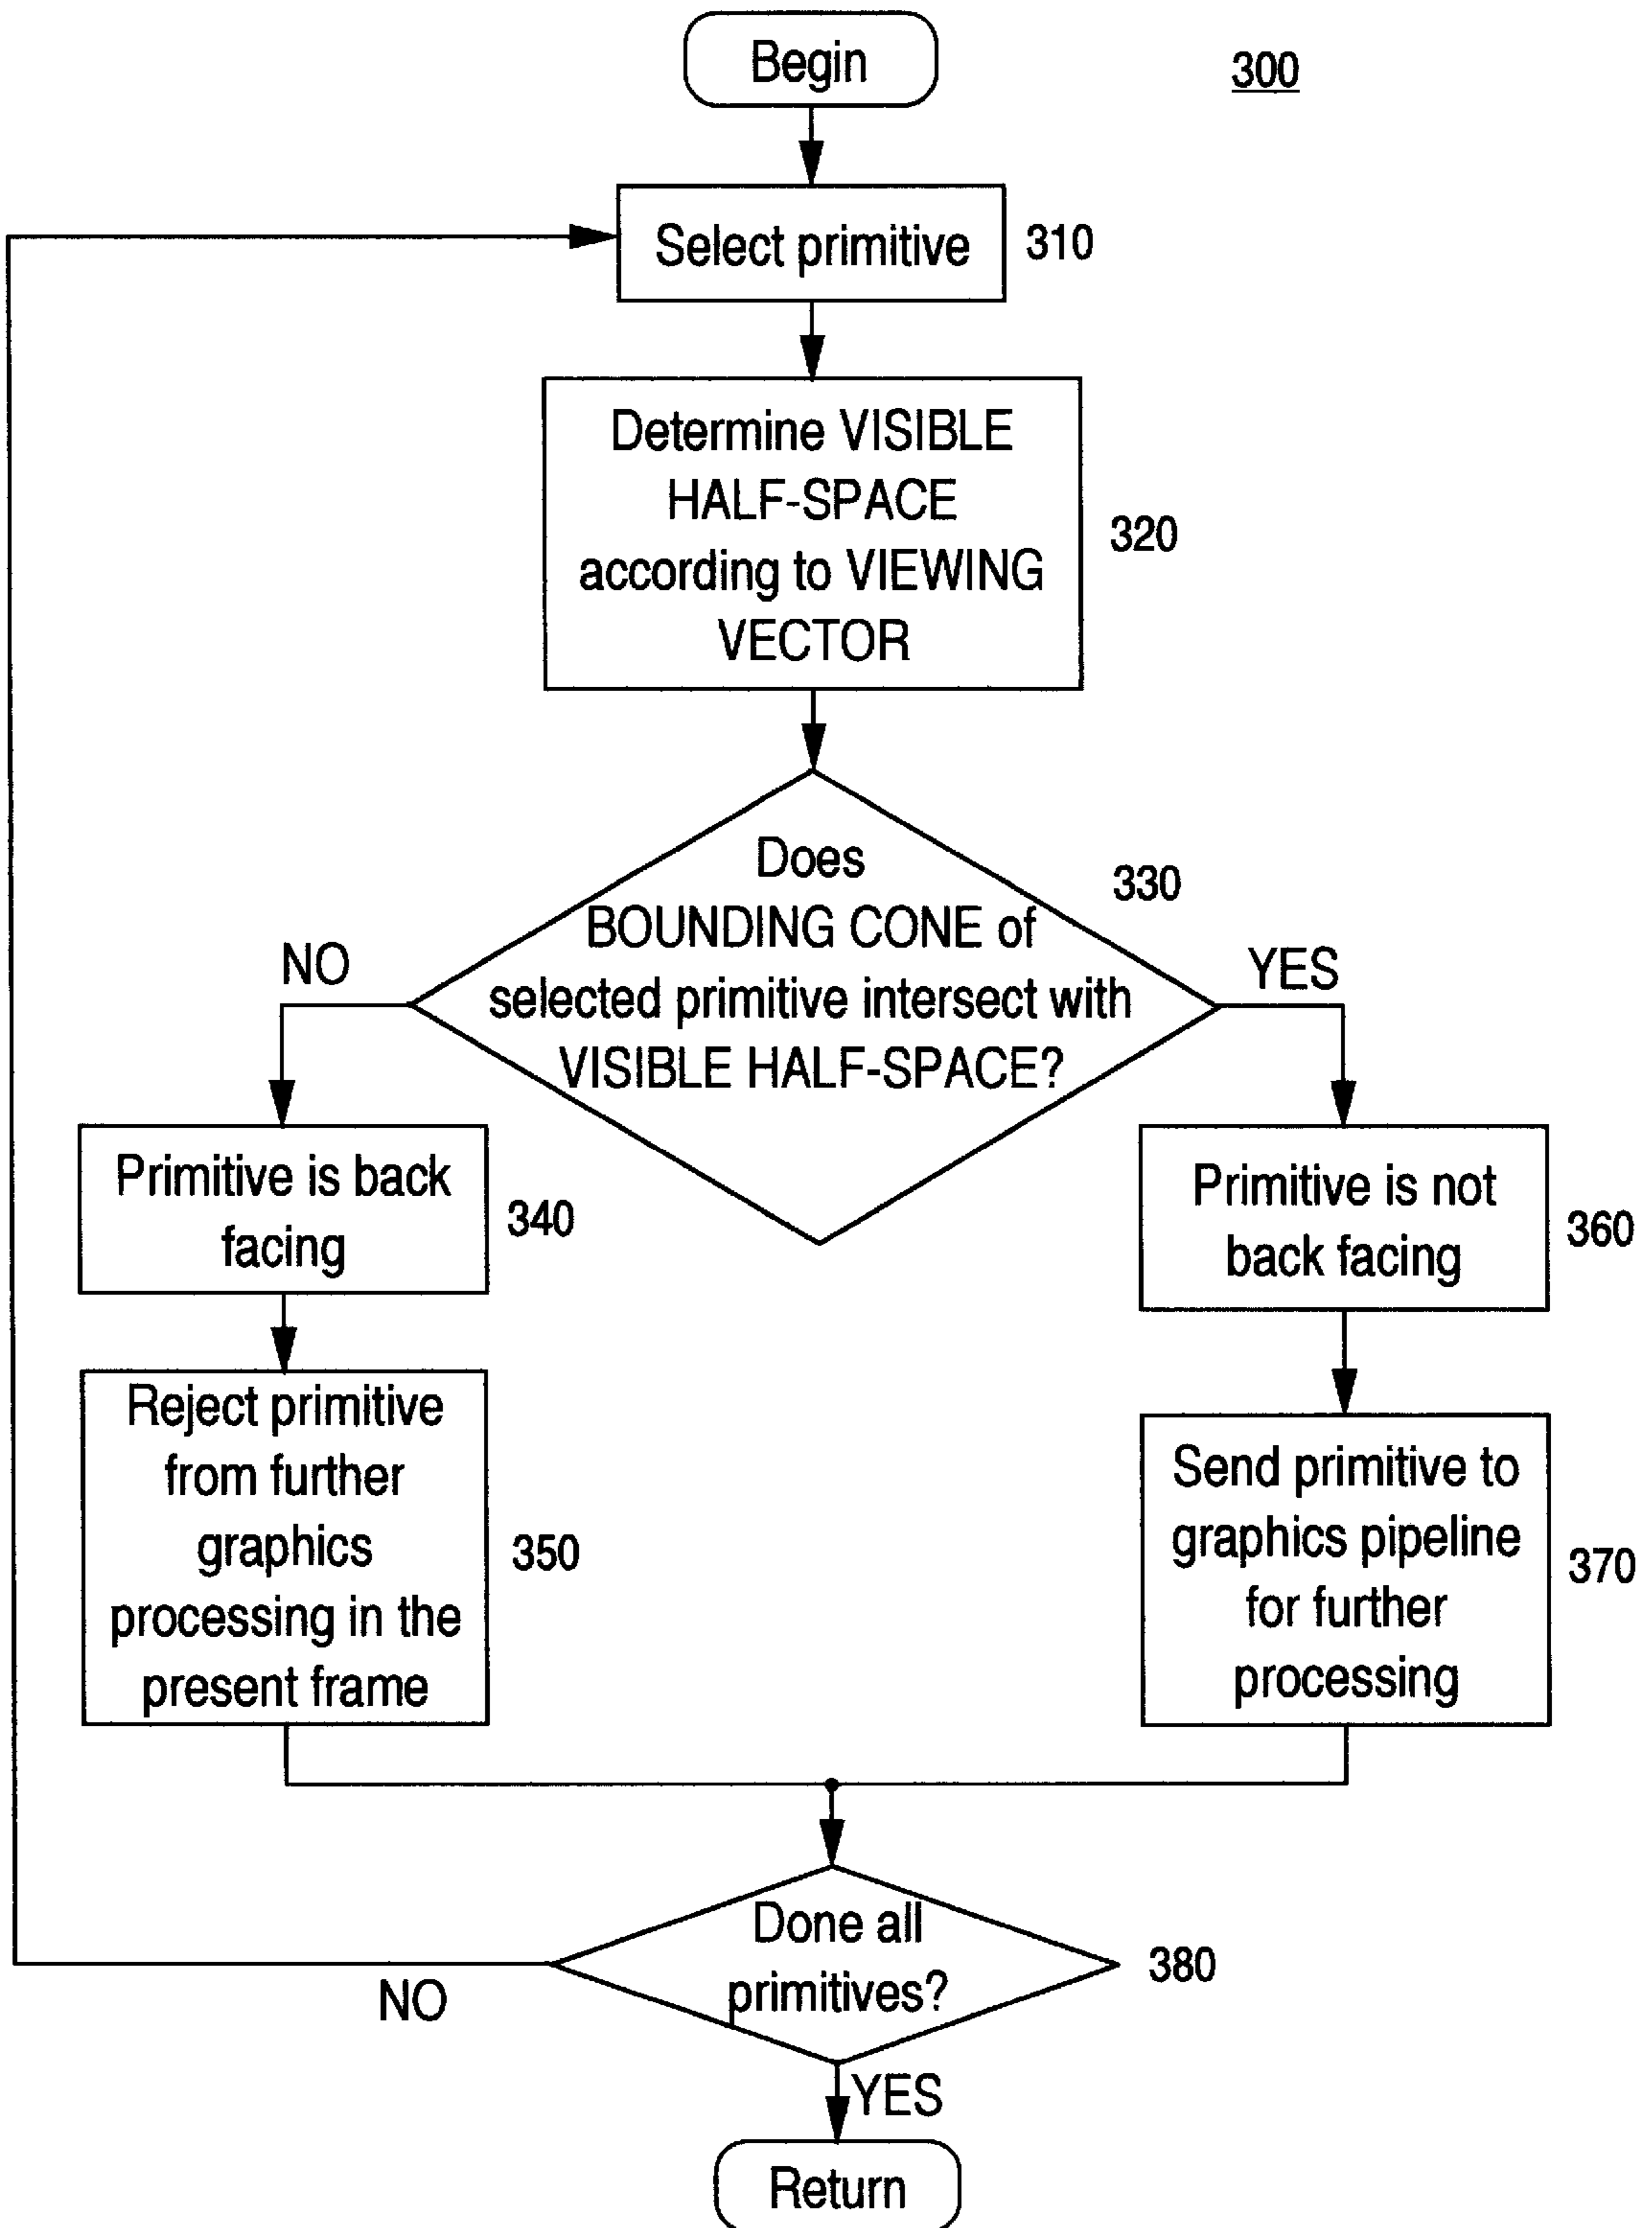 Begin
300
Select primitive
310
Determine VISIBLE
HALF-SPACE
according to VIEWING
VECTOR
320
Does
BOUNDING CONE of
selected primitive intersect with
VISIBLE HALF-SPACE?
330
NO
YES
Primitive is back
facing
340
Primitive is not
back facing
360
Reject primitive
from further
graphics
processing in the
present frame
350
Send primitive to
graphics pipeline
for further
processing
370
Done all
primitives?
380
NO
YES
Return